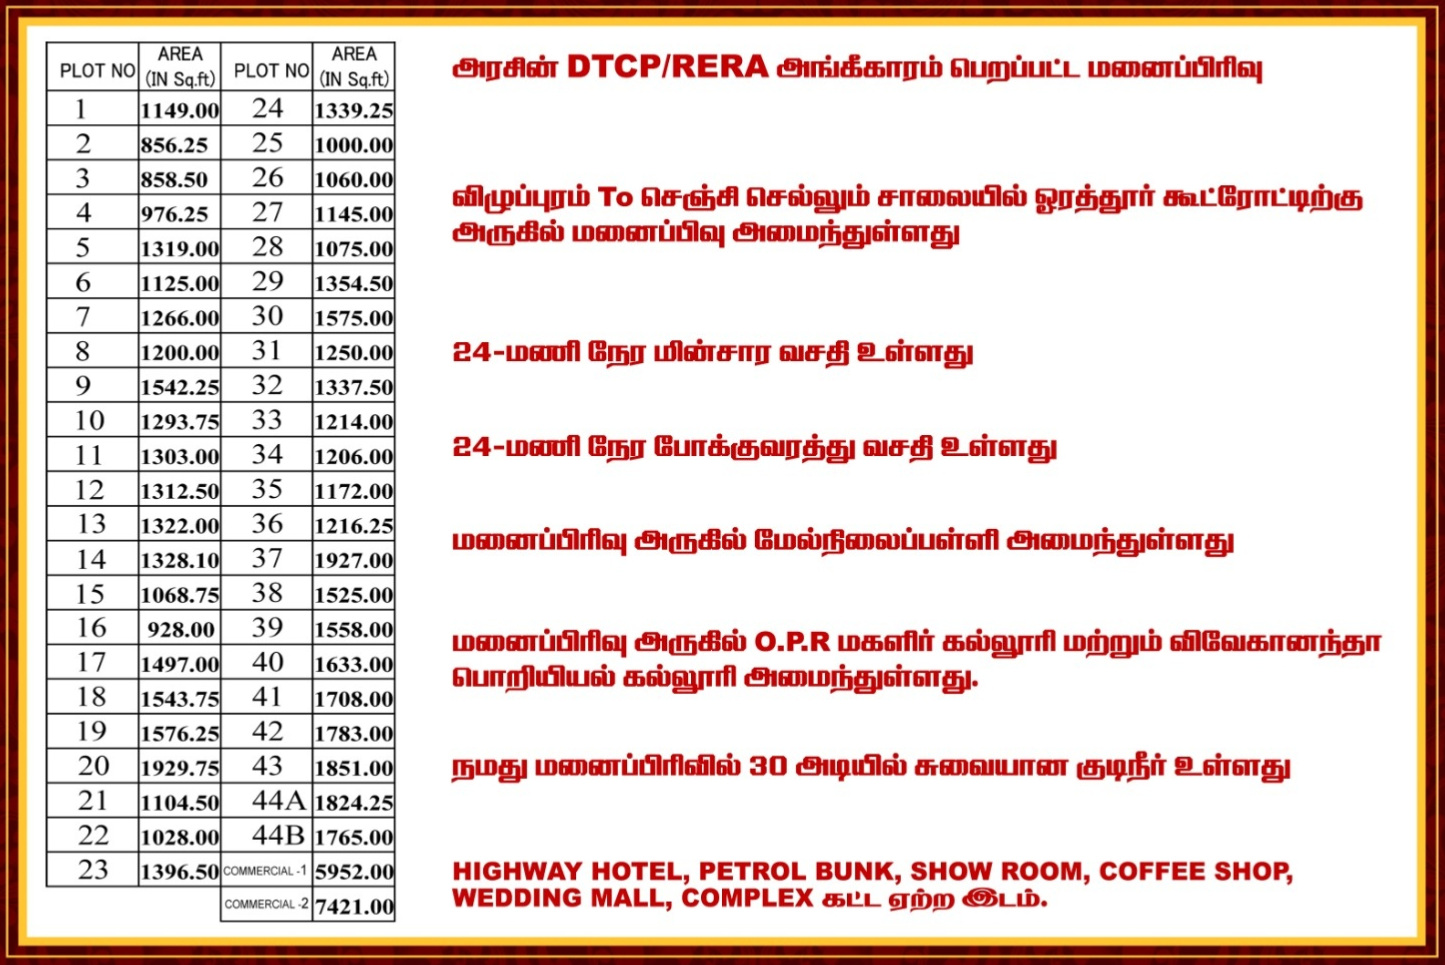 PLOT NO AREA (IN Sq.ft) PLOT NO AREA (IN Sq.ft)
1 1149.00 24 1339.25
2 856.25 25 1000.00
3 858.50 26 1060.00
4 976.25 27 1145.00
5 1319.00 28 1075.00
6 1125.00 29 1354.50
7 1266.00 30 1575.00
8 1200.00 31 1250.00
9 1542.25 32 1337.50
10 1293.75 33 1214.00
11 1303.00 34 1206.00
12 1312.50 35 1172.00
13 1322.00 36 1216.25
14 1328.10 37 1927.00
15 1068.75 38 1525.00
16 928.00 39 1558.00
17 1497.00 40 1633.00
18 1543.75 41 1708.00
19 1576.25 42 1783.00
20 1929.75 43 1851.00
21 1104.50 44A 1824.25
22 1028.00 44B 1765.00
23 1396.50 COMMERCIAL -1 5952.00
COMMERCIAL -2 7421.00
அரசின் DTCP/RERA அங்கீகாரம் பெறப்பட்ட மனைப்பிரிவு
விழுப்புரம் To செஞ்சி செல்லும் சாலையில் ஓரத்தூர் கூட்ரோட்டிற்கு
அருகில் மனைப்பிவு அமைந்துள்ளது
24-மணி நேர மின்சார வசதி உள்ளது
24-மணி நேர போக்குவரத்து வசதி உள்ளது
மனைப்பிரிவு அருகில் மேல்நிலைப்பள்ளி அமைந்துள்ளது
மனைப்பிரிவு அருகில் O.P.R மகளிர் கல்லூரி மற்றும் விவேகானந்தா
பொறியியல் கல்லூரி அமைந்துள்ளது.
நமது மனைப்பிரிவில் 30 அடியில் சுவையான குடிநீர் உள்ளது
HIGHWAY HOTEL, PETROL BUNK, SHOW ROOM, COFFEE SHOP,
WEDDING MALL, COMPLEX கட்ட ஏற்ற இடம்.